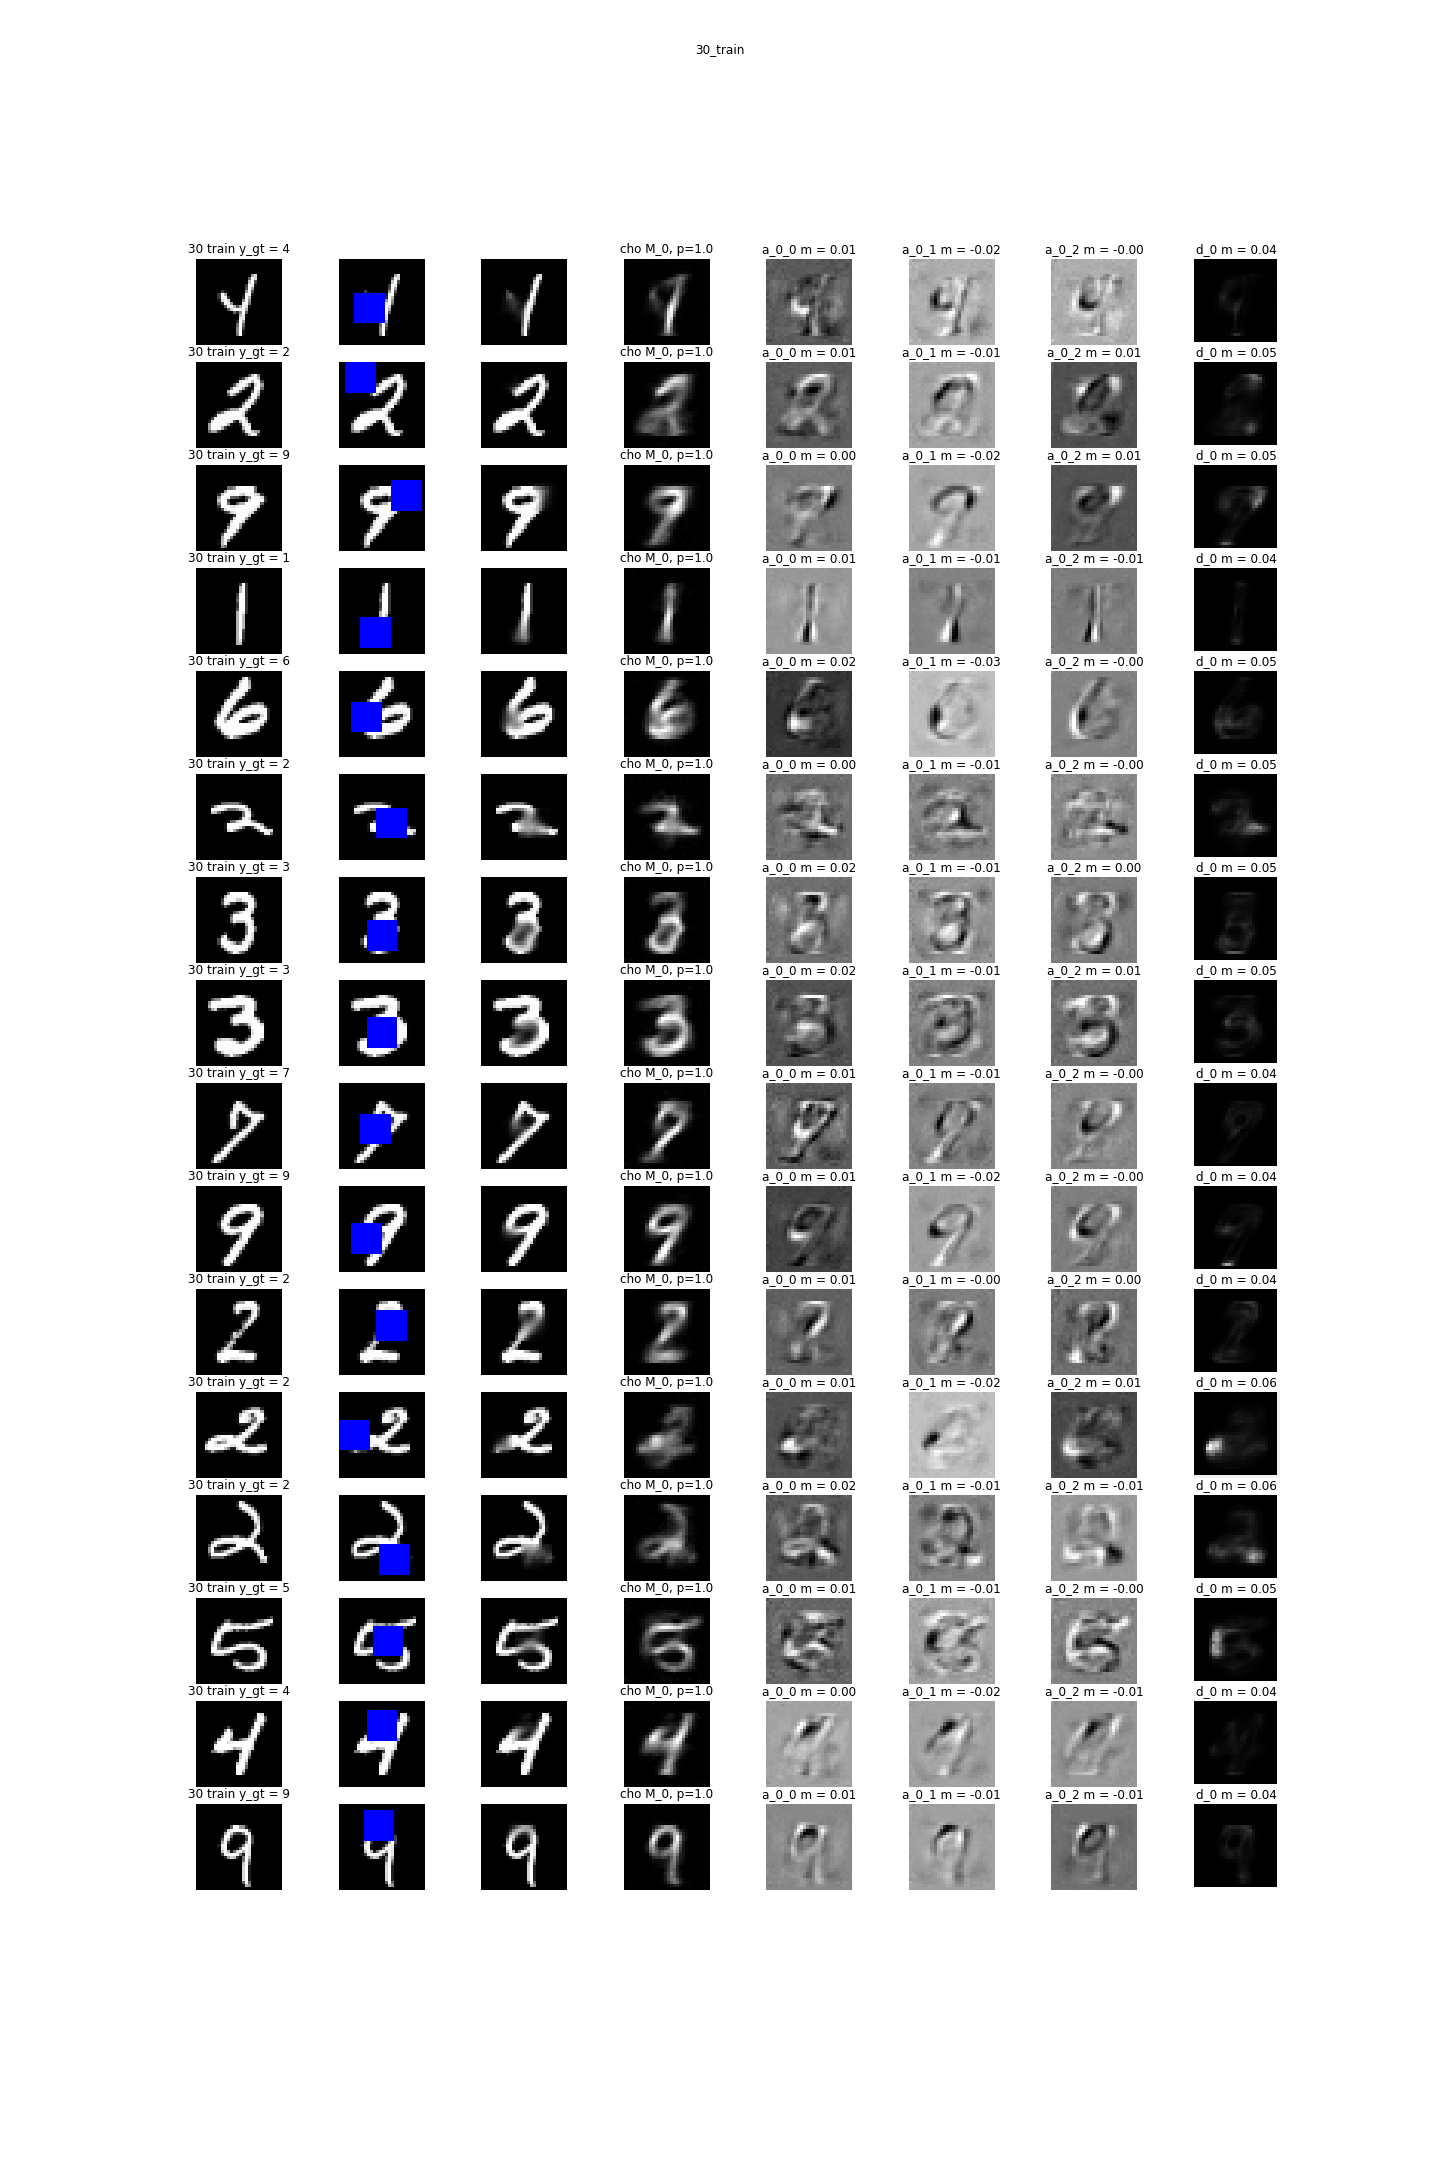 30_train
30 train y_gt = 4 cho M_0, p=1.0 a_0_0 m = 0.01 a_0_1 m = -0.02 a_0_2 m = -0.00 d_0 m = 0.04
30 train y_gt = 2 cho M_0, p=1.0 a_0_0 m = 0.01 a_0_1 m = -0.01 a_0_2 m = 0.01 d_0 m = 0.05
30 train y_gt = 9 cho M_0, p=1.0 a_0_0 m = 0.00 a_0_1 m = -0.02 a_0_2 m = 0.01 d_0 m = 0.05
30 train y_gt = 1 cho M_0, p=1.0 a_0_0 m = 0.01 a_0_1 m = -0.01 a_0_2 m = -0.01 d_0 m = 0.04
30 train y_gt = 6 cho M_0, p=1.0 a_0_0 m = 0.02 a_0_1 m = -0.03 a_0_2 m = -0.00 d_0 m = 0.05
30 train y_gt = 2 cho M_0, p=1.0 a_0_0 m = 0.00 a_0_1 m = -0.01 a_0_2 m = -0.00 d_0 m = 0.05
30 train y_gt = 3 cho M_0, p=1.0 a_0_0 m = 0.02 a_0_1 m = -0.01 a_0_2 m = 0.00 d_0 m = 0.05
30 train y_gt = 3 cho M_0, p=1.0 a_0_0 m = 0.02 a_0_1 m = -0.01 a_0_2 m = 0.01 d_0 m = 0.05
30 train y_gt = 7 cho M_0, p=1.0 a_0_0 m = 0.01 a_0_1 m = -0.01 a_0_2 m = -0.00 d_0 m = 0.04
30 train y_gt = 9 cho M_0, p=1.0 a_0_0 m = 0.01 a_0_1 m = -0.02 a_0_2 m = -0.00 d_0 m = 0.04
30 train y_gt = 2 cho M_0, p=1.0 a_0_0 m = 0.01 a_0_1 m = -0.00 a_0_2 m = 0.00 d_0 m = 0.04
30 train y_gt = 2 cho M_0, p=1.0 a_0_0 m = 0.01 a_0_1 m = -0.02 a_0_2 m = 0.01 d_0 m = 0.06
30 train y_gt = 2 cho M_0, p=1.0 a_0_0 m = 0.02 a_0_1 m = -0.01 a_0_2 m = -0.01 d_0 m = 0.06
30 train y_gt = 5 cho M_0, p=1.0 a_0_0 m = 0.01 a_0_1 m = -0.01 a_0_2 m = -0.00 d_0 m = 0.05
30 train y_gt = 4 cho M_0, p=1.0 a_0_0 m = 0.00 a_0_1 m = -0.02 a_0_2 m = -0.01 d_0 m = 0.04
30 train y_gt = 9 cho M_0, p=1.0 a_0_0 m = 0.01 a_0_1 m = -0.01 a_0_2 m = -0.01 d_0 m = 0.04